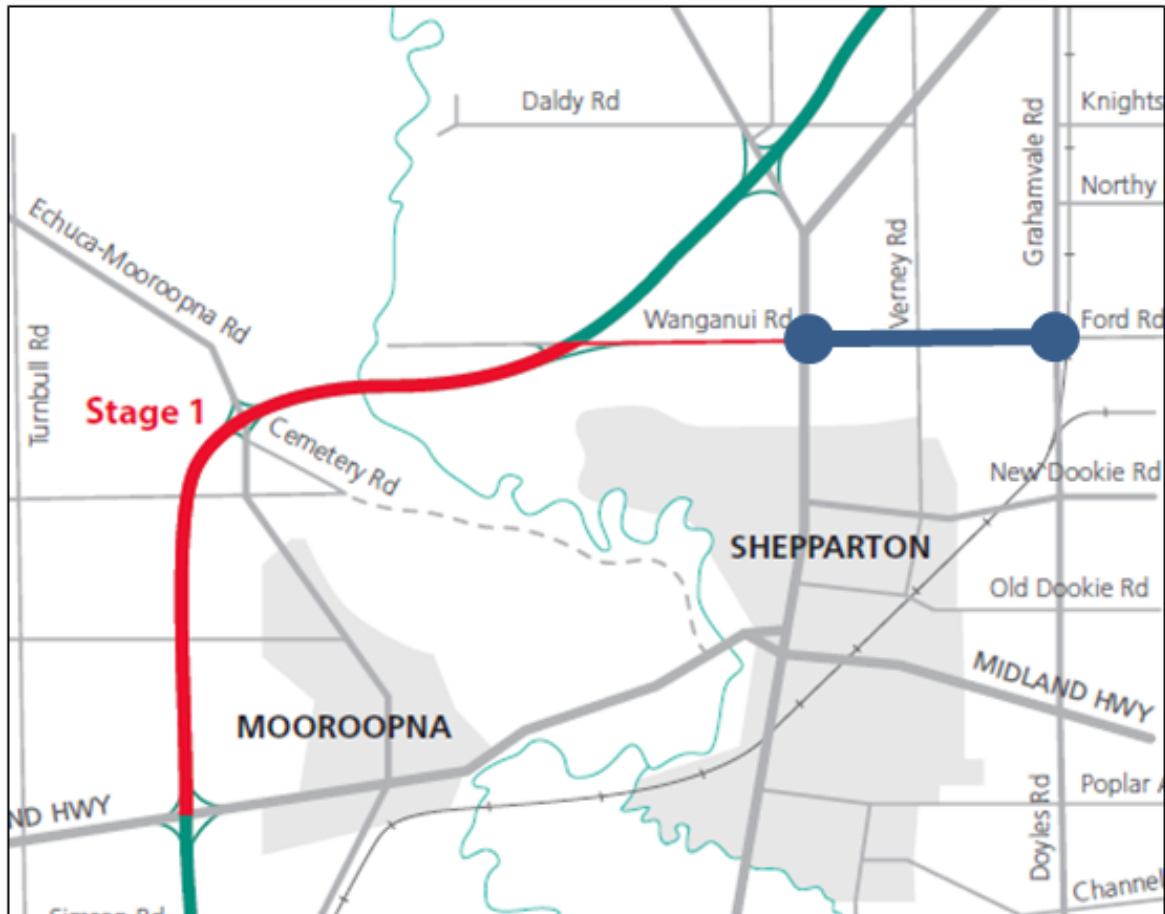 Daldy Rd
Knights
Grahamvale Rd
Northy
Echuca-Mooroopna Rd
Verney Rd
Wanganui Rd
Ford Rd
Turnbull Rd
Stage 1
Cemetery Rd
New Dookie Rd
SHEPPARTON
Old Dookie Rd
MIDLAND HWY
MOOROOPNA
ND HWY
Poplar A
Doyles Rd
Channel